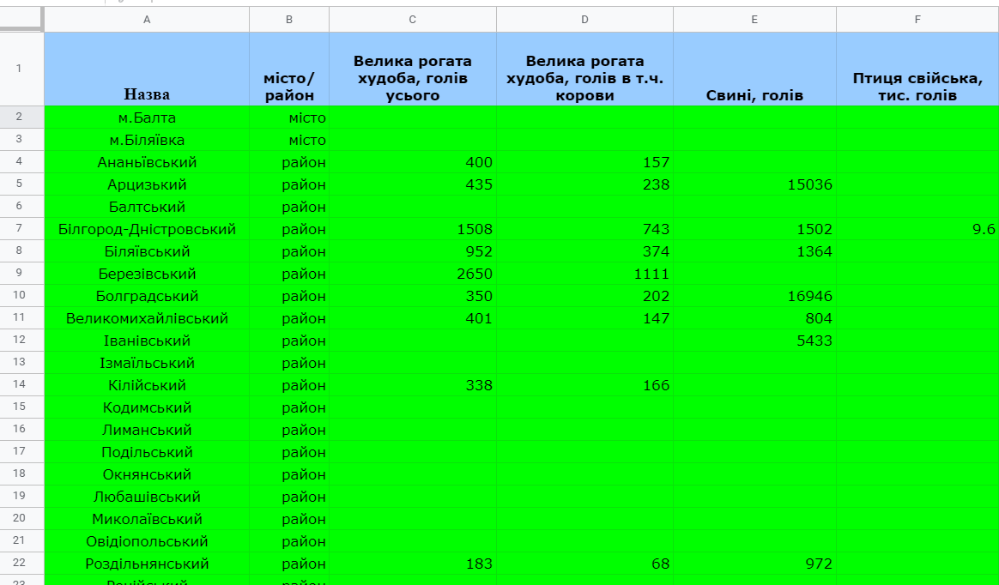 A B C D E F
1 Назва місто/ район Велика рогата худоба, голів усього Велика рогата худоба, голів в т.ч. корови Свині, голів Птиця свійська, тис. голів
2 м.Балта місто
3 м.Біляївка місто
4 Ананьївський район 400 157
5 Арцизький район 435 238 15036
6 Балтський район
7 Білгород-Дністровський район 1508 743 1502 9.6
8 Біляївський район 952 374 1364
9 Березівський район 2650 1111
10 Болградський район 350 202 16946
11 Великомихайлівський район 401 147 804
12 Іванівський район 5433
13 Ізмаїльський район
14 Кілійський район 338 166
15 Кодимський район
16 Лиманський район
17 Подільський район
18 Окнянський район
19 Любашівський район
20 Миколаївський район
21 Овідіопольський район
22 Роздільнянський район 183 68 972
23 район